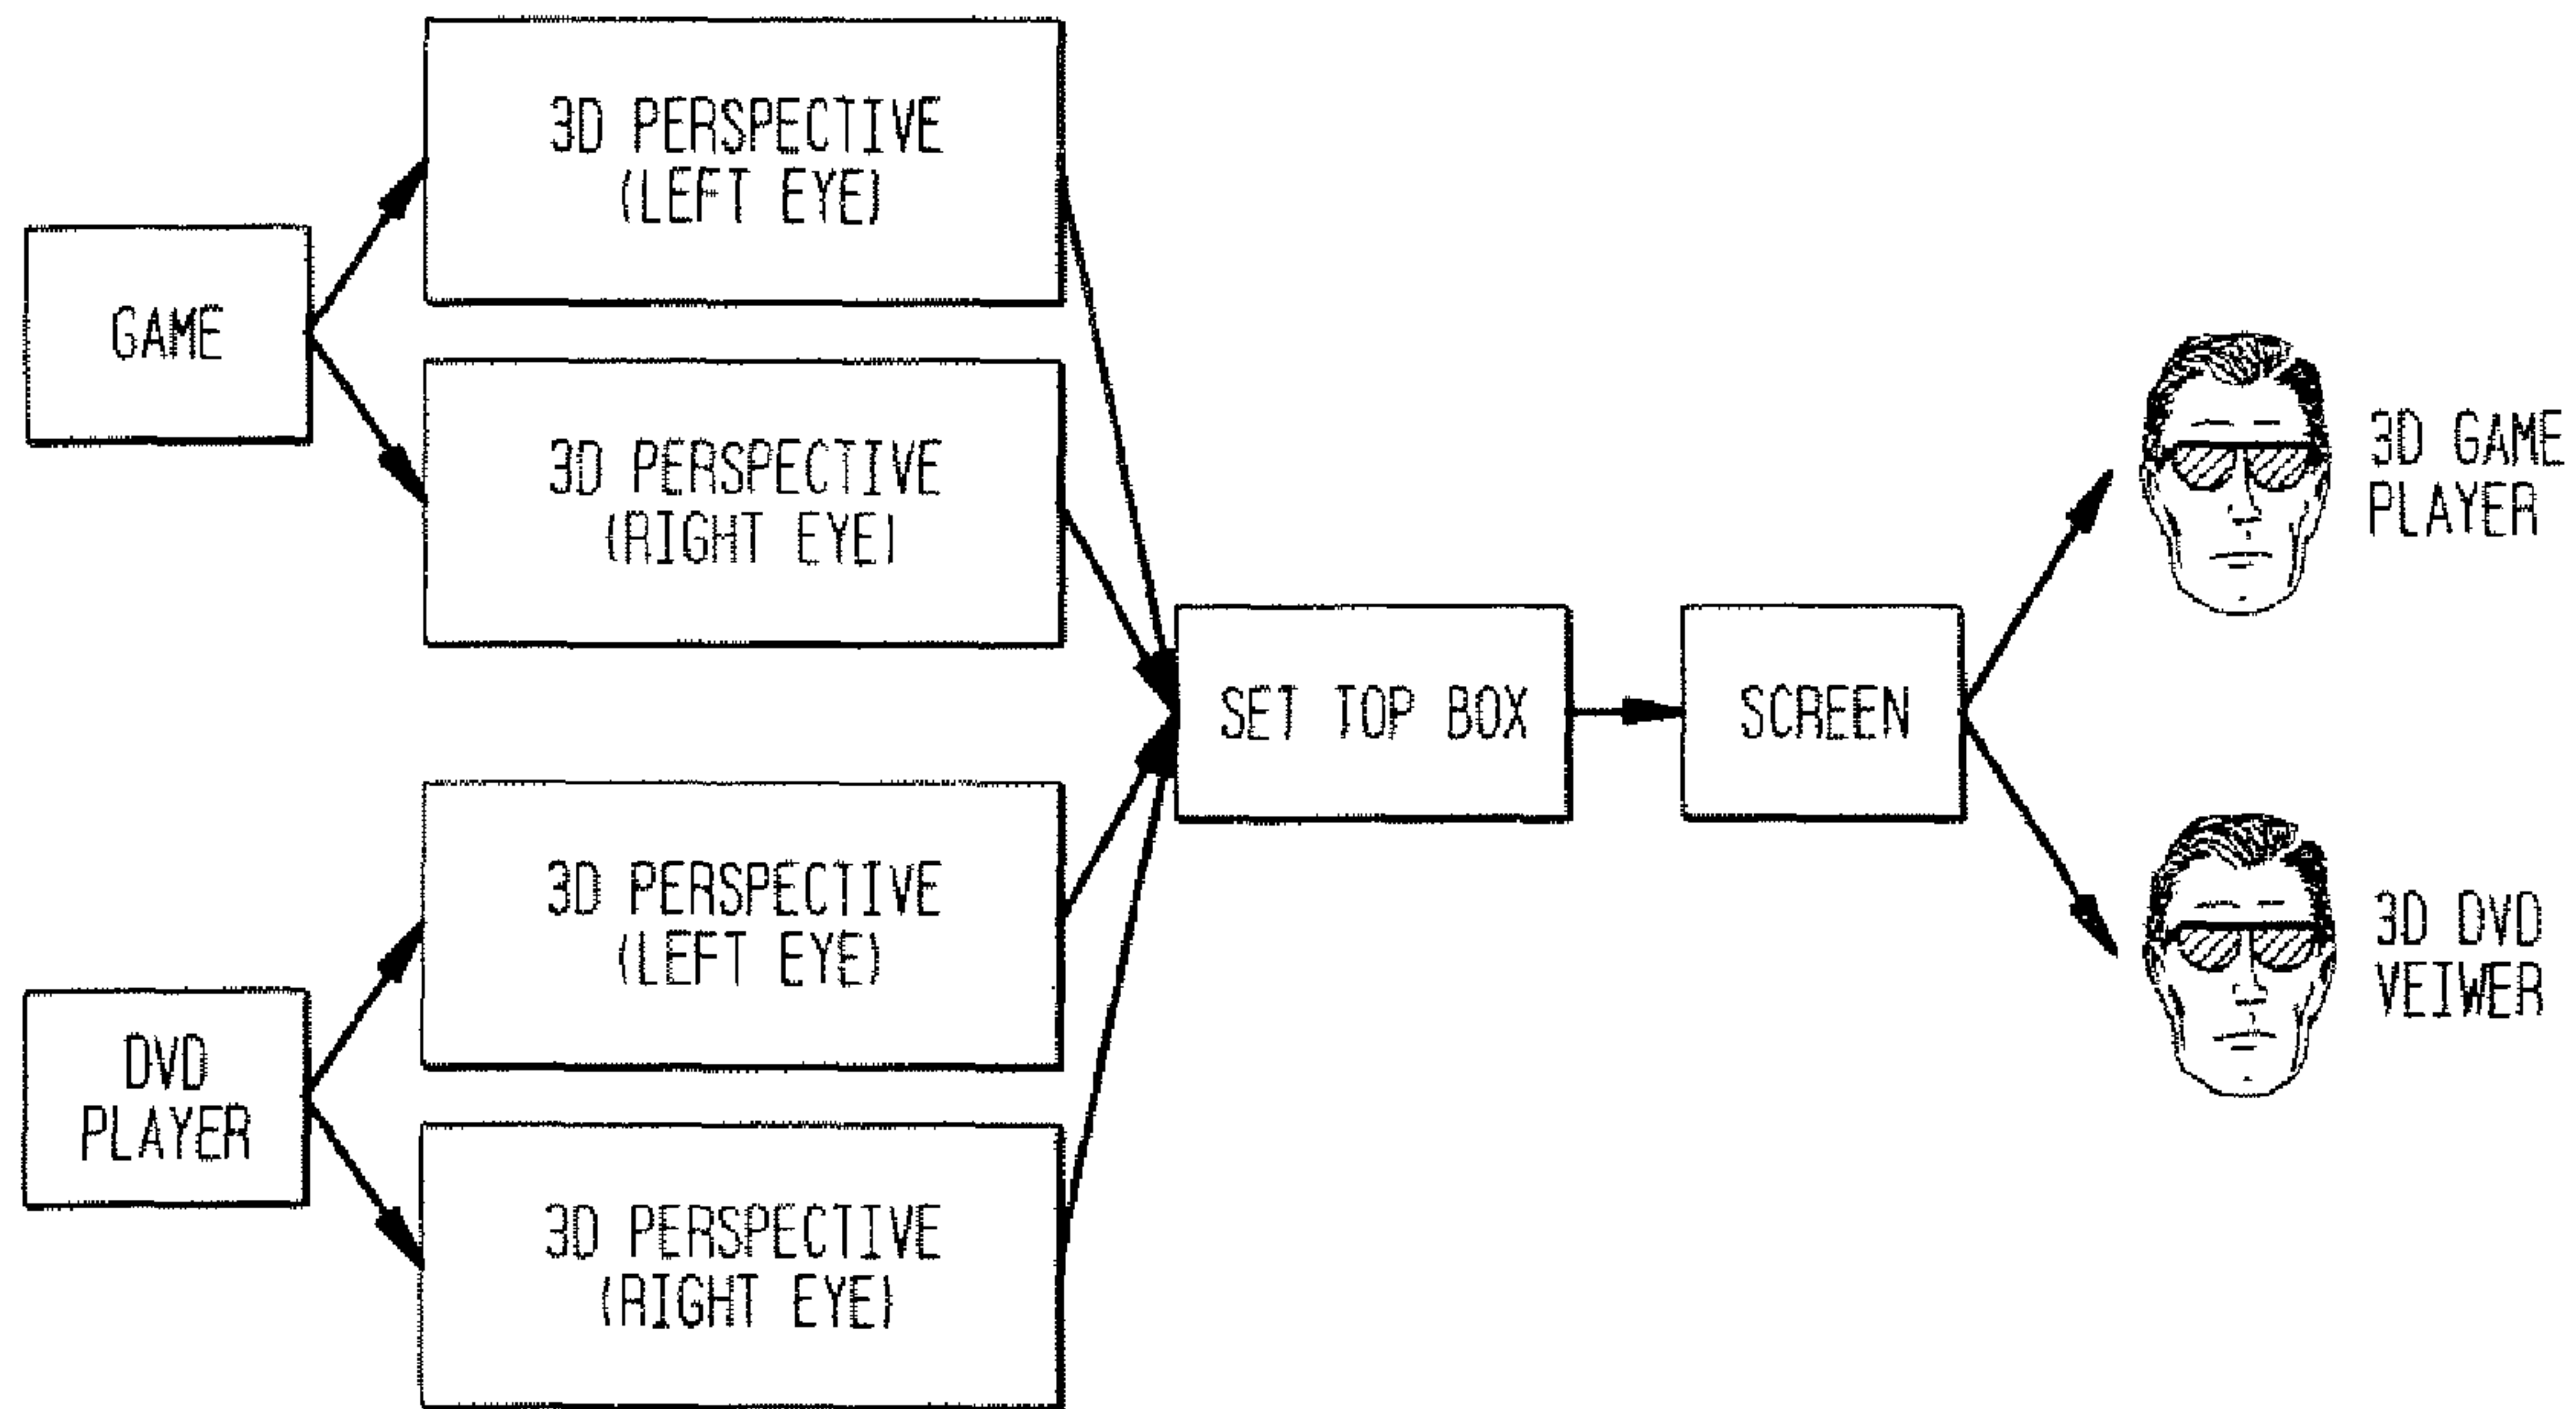 3D PERSPECTIVE
(LEFT EYE)
GAME
3D PERSPECTIVE
(RIGHT EYE)
3D GAME
PLAYER
SET TOP BOX
SCREEN
3D PERSPECTIVE
(LEFT EYE)
3D DVD
VEIWER
DVD
PLAYER
3D PERSPECTIVE
(RIGHT EYE)